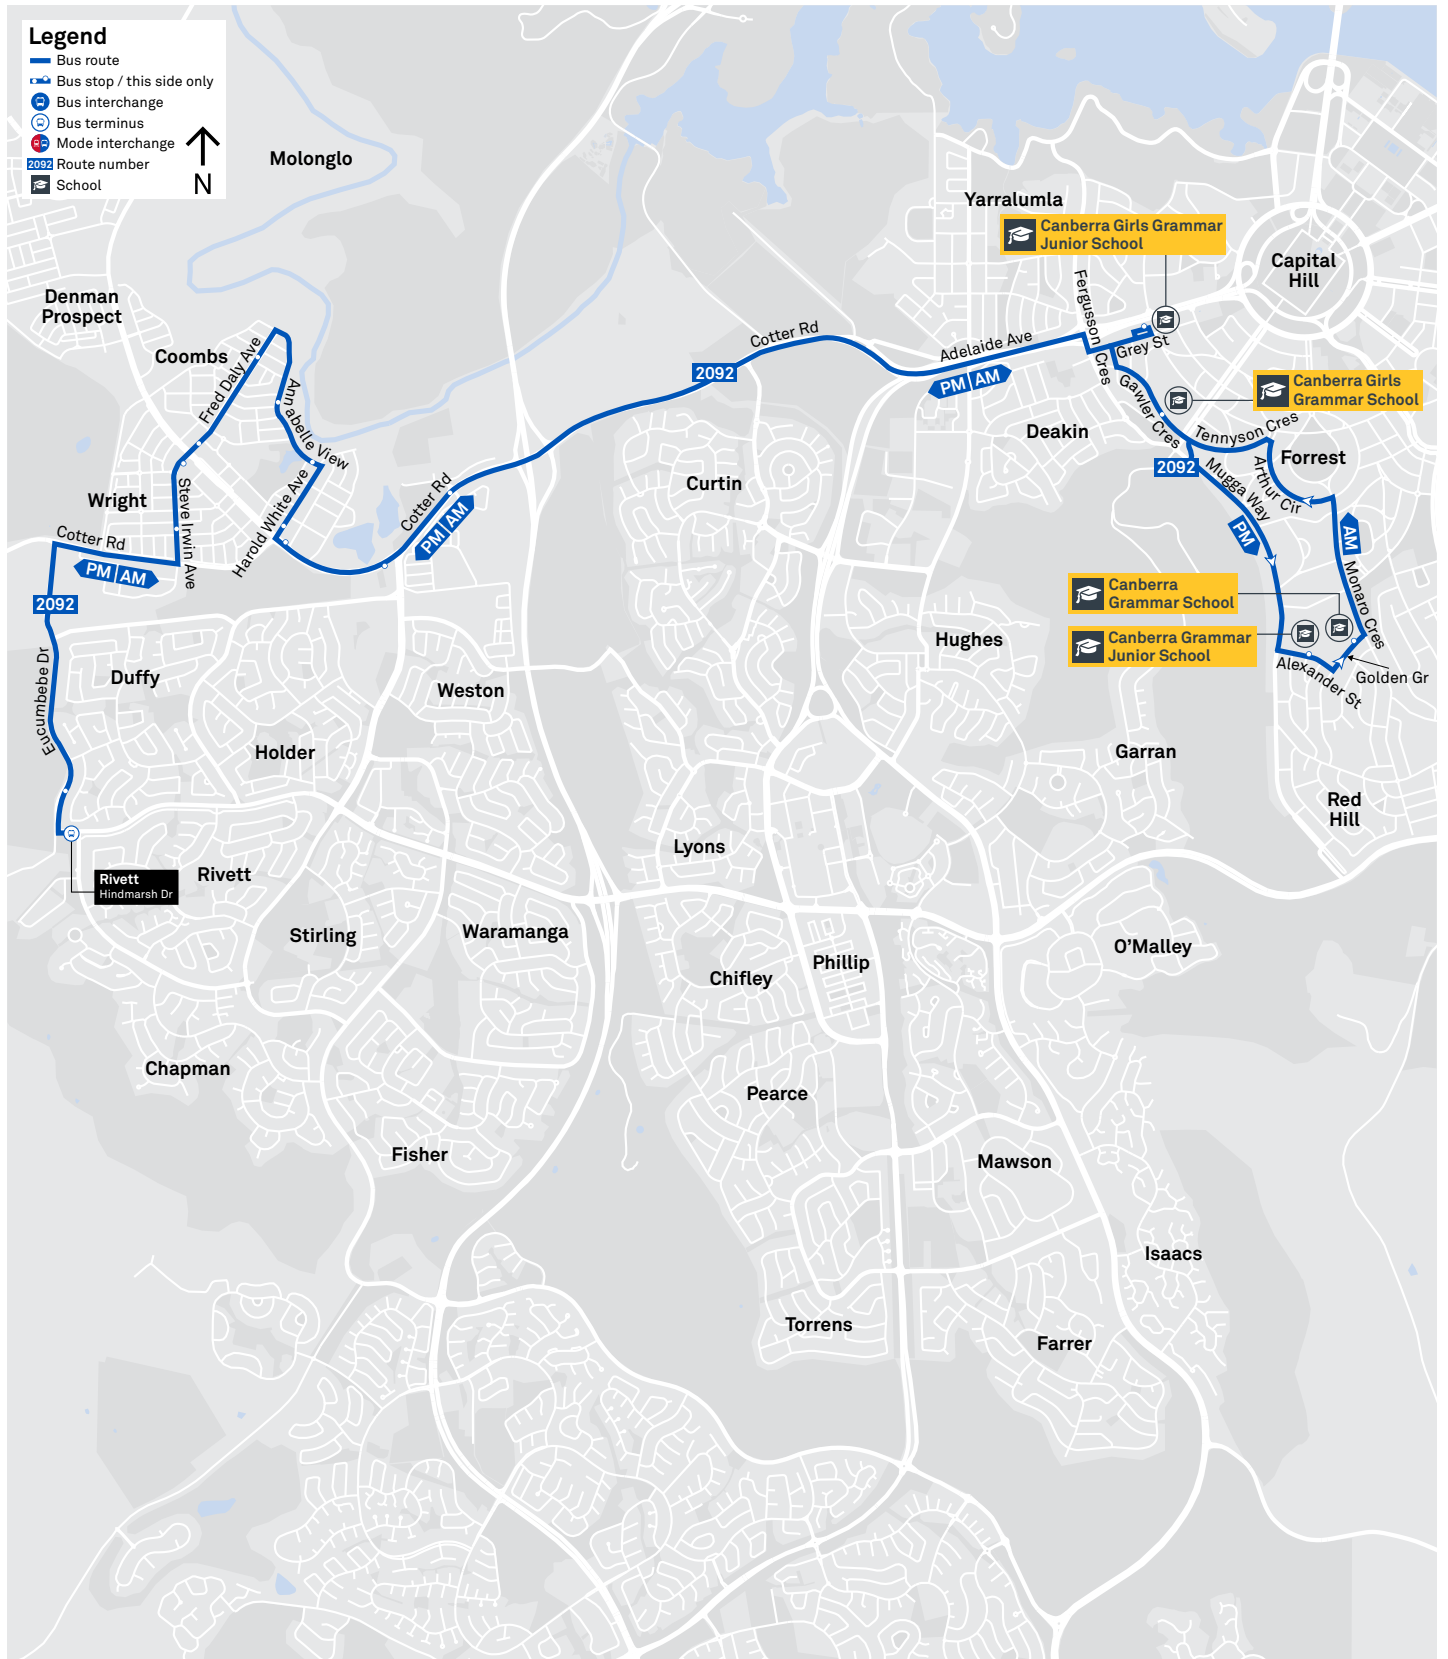 Legend
Bus route
Bus stop / this side only
Bus interchange
Bus terminus
Mode interchange
2092 Route number
School
N
Molonglo
Yarralumla
Canberra Girls Grammar
Junior School
Capital
Hill
Denman
Prospect
Coombs
Fred Daly Ave
Annabelle View
Fergusson Cres
Grey St
Cotter Rd
Adelaide Ave
2092
PM AM
Canberra Girls
Grammar School
Gawler Cres
Tennyson Cres
Deakin
Forrest
2092
Mugga Way
Arthur Cir
Curtin
Wright
Steve Irwin Ave
Harold White Ave
Cotter Rd
PM AM
Cotter Rd
PM AM
PM
AM
Monaro Cres
2092
Canberra
Grammar School
Canberra Grammar
Junior School
Hughes
Alexander St
Golden Gr
Eucumbebe Dr
Duffy
Weston
Holder
Garran
Red
Hill
Lyons
Rivett
Hindmarsh Dr
Rivett
Stirling
Waramanga
O'Malley
Chifley
Phillip
Chapman
Pearce
Fisher
Mawson
Isaacs
Torrens
Farrer